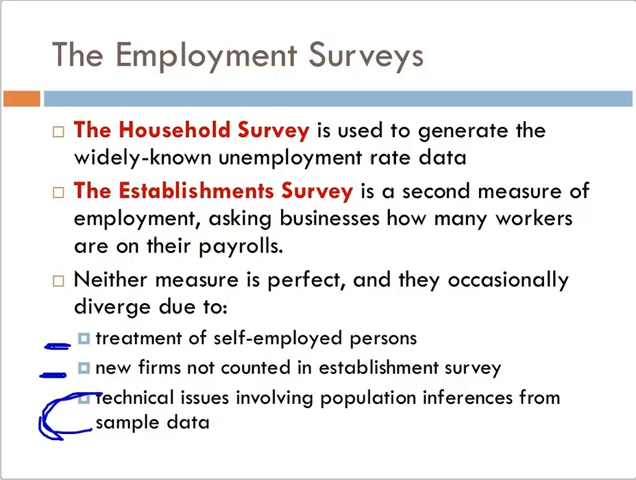 The Employment Surveys
The Household Survey is used to generate the
widely-known unemployment rate data
The Establishments Survey is a second measure of
employment, asking businesses how many workers
are on their payrolls.
Neither measure is perfect, and they occasionally
diverge due to:
treatment of self-employed persons
new firms not counted in establishment survey
technical issues involving population inferences from
sample data